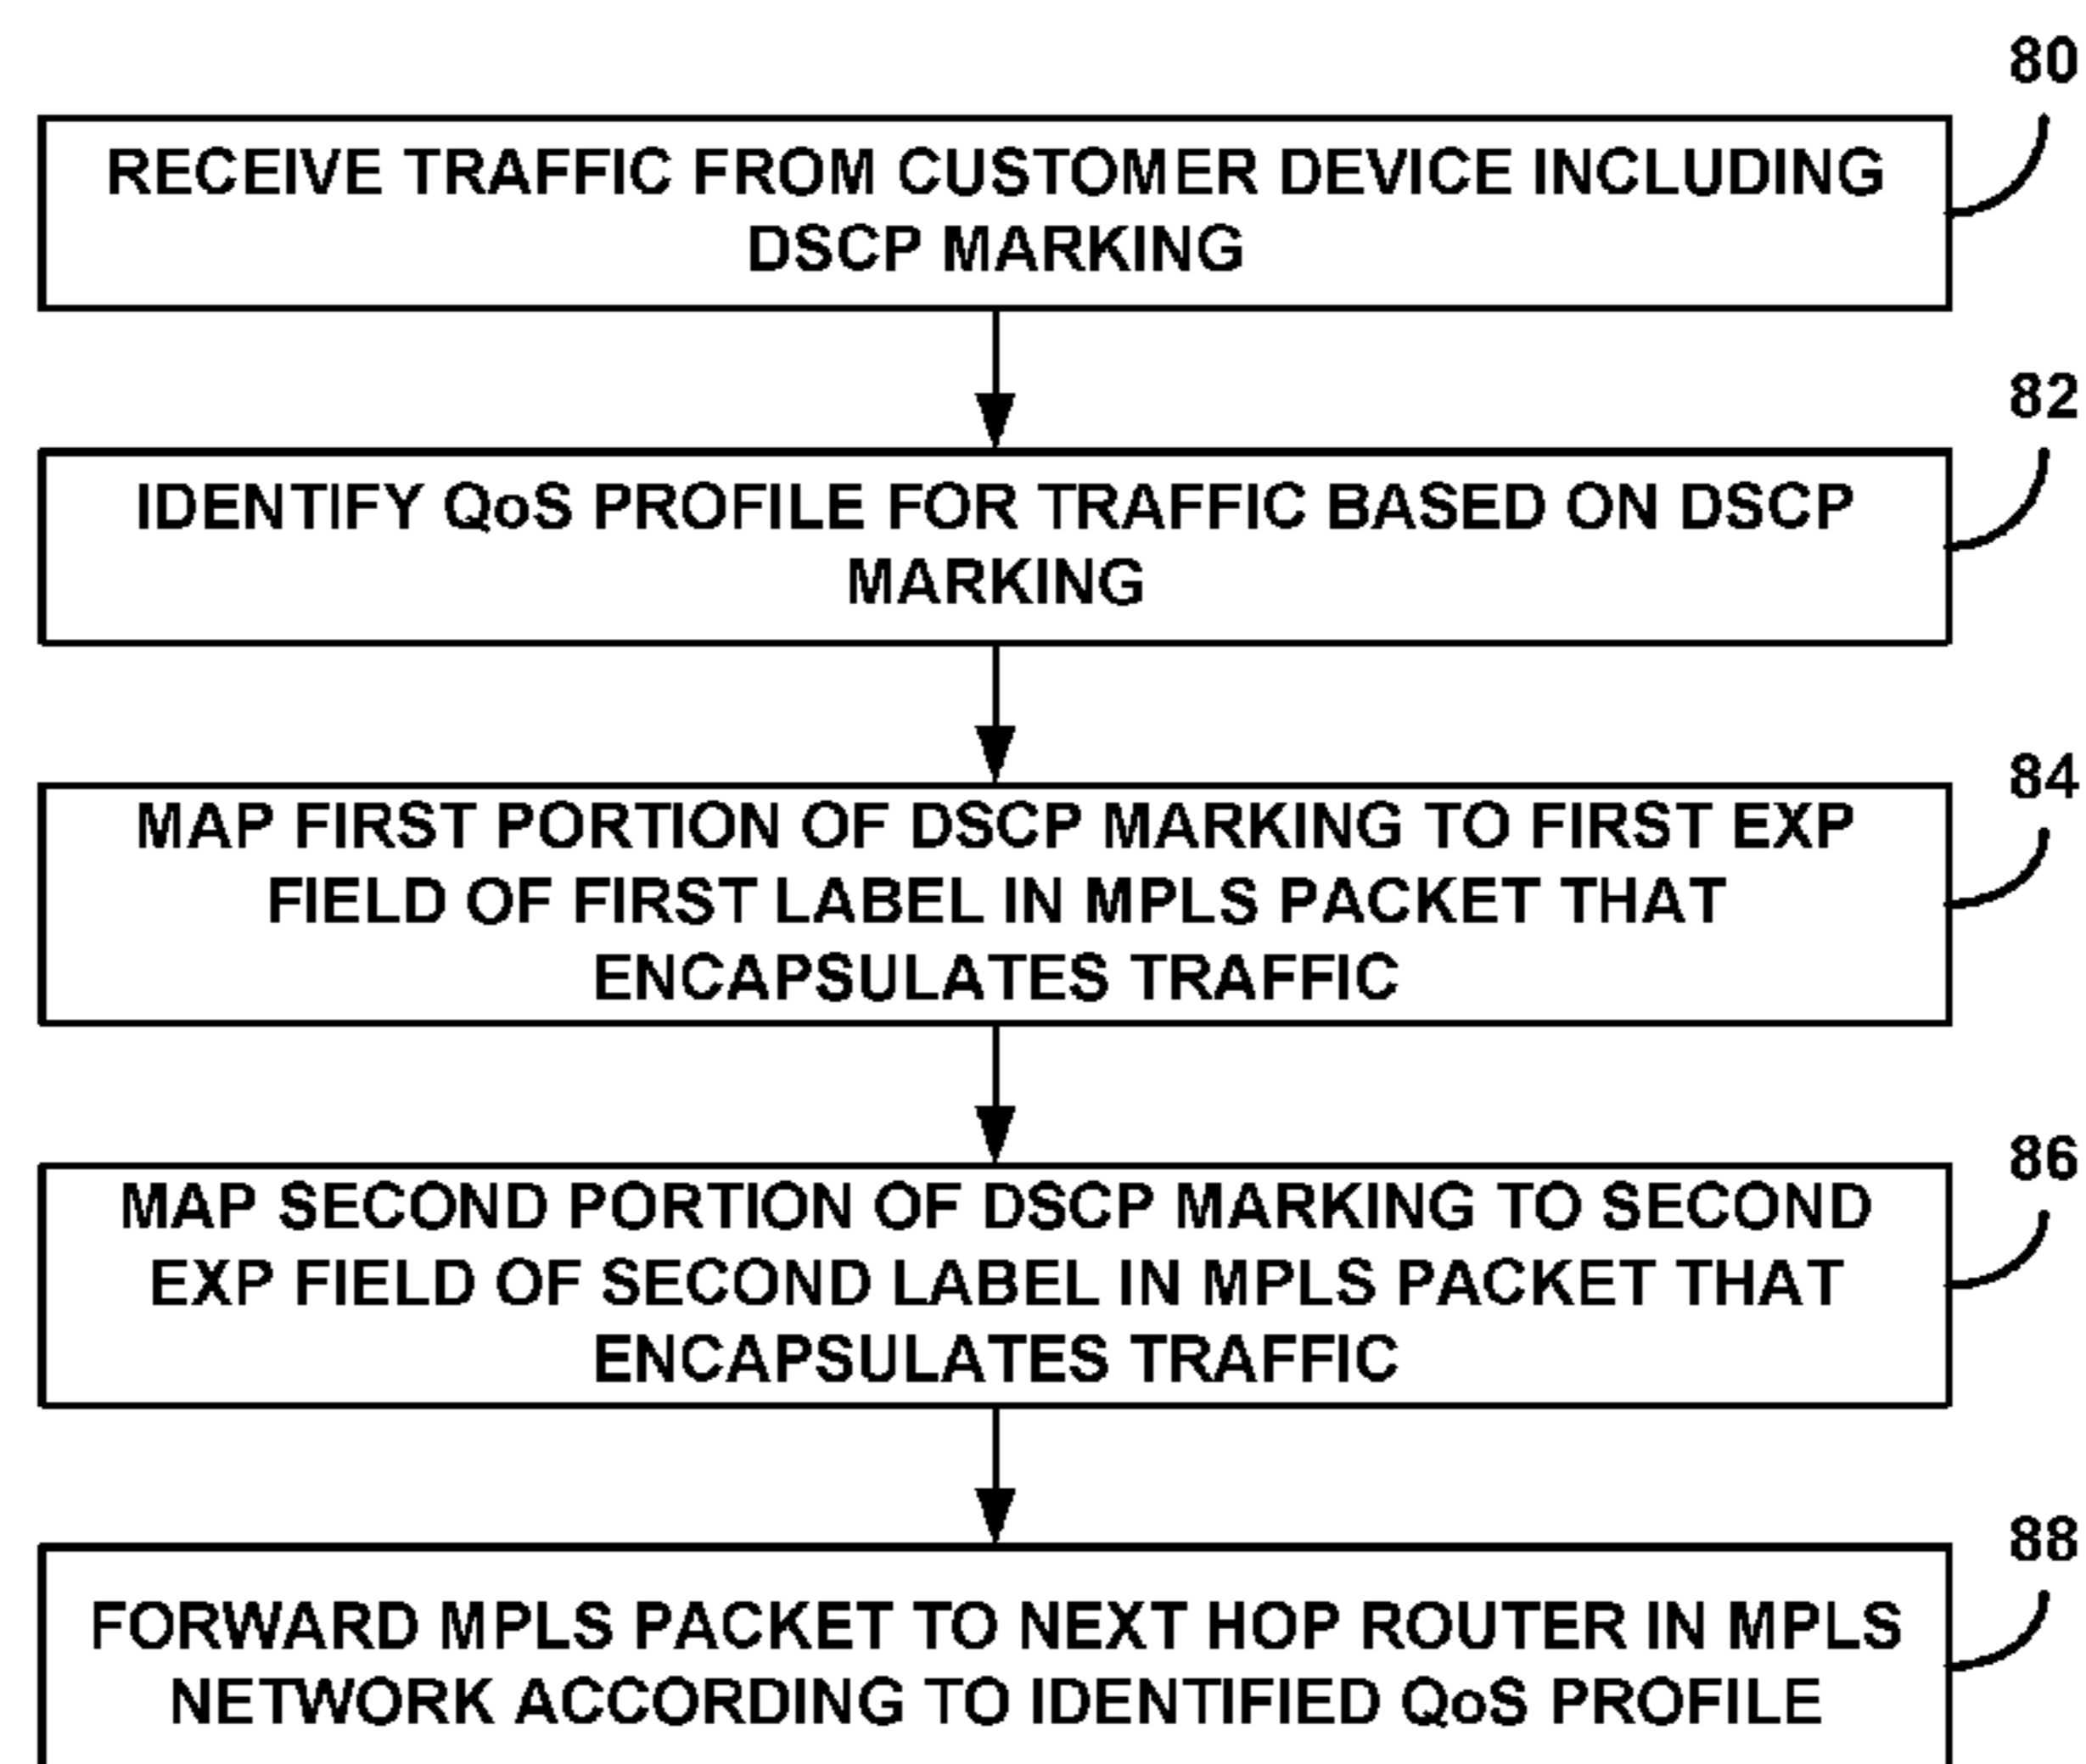 80
RECEIVE TRAFFIC FROM CUSTOMER DEVICE INCLUDING
DSCP MARKING
82
IDENTIFY QoS PROFILE FOR TRAFFIC BASED ON DSCP
MARKING
84
MAP FIRST PORTION OF DSCP MARKING TO FIRST EXP
FIELD OF FIRST LABEL IN MPLS PACKET THAT
ENCAPSULATES TRAFFIC
86
MAP SECOND PORTION OF DSCP MARKING TO SECOND
EXP FIELD OF SECOND LABEL IN MPLS PACKET THAT
ENCAPSULATES TRAFFIC
88
FORWARD MPLS PACKET TO NEXT HOP ROUTER IN MPLS
NETWORK ACCORDING TO IDENTIFIED QoS PROFILE